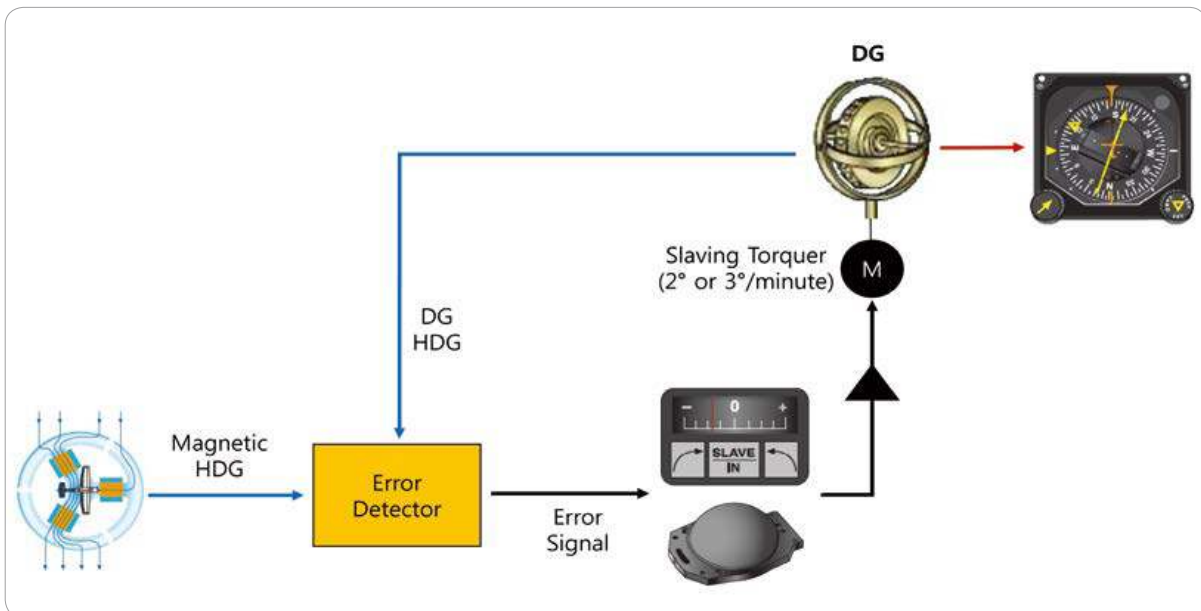 DG
Slaving Torquer
(2° or 3°/minute)
M
DG
HDG
Magnetic
HDG
Error
Detector
Error
Signal
− 0 +
SLAVE
IN
S
E
W
N